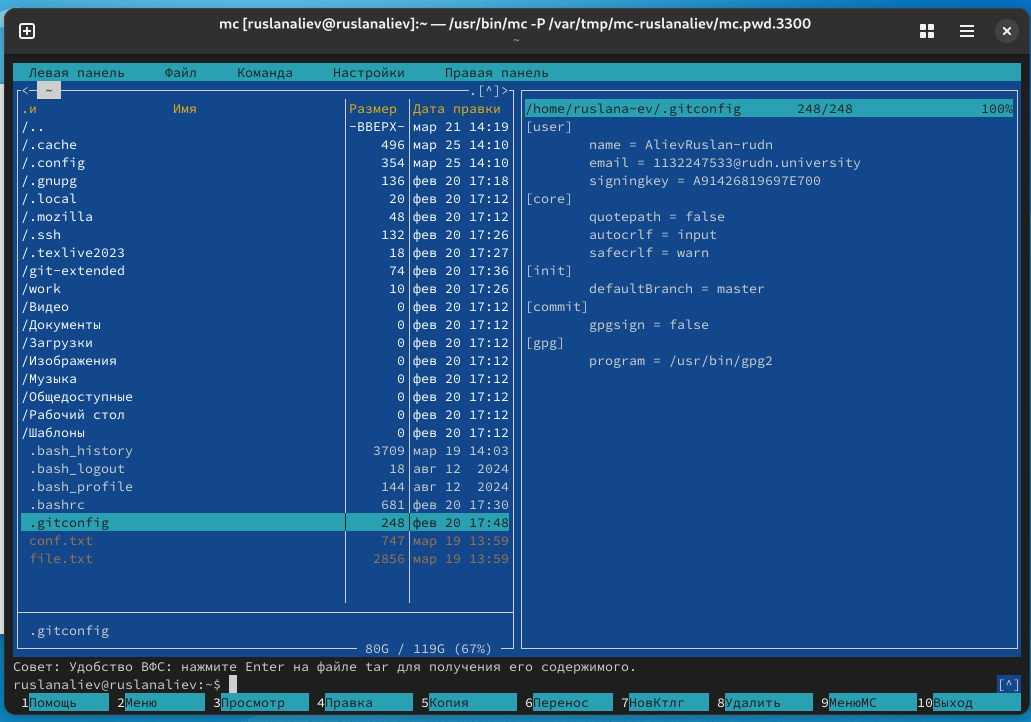 mc [ruslanaliev@ruslanaliev]:~ — /usr/bin/mc -P /var/tmp/mc-ruslanaliev/mc.pwd.3300
~
Левая панель Файл Команда Настройки Правая панель
<- ~ .[^]>
.и Имя Размер Дата правки
/.. -ВВЕРХ- мар 21 14:19
/.cache 496 мар 25 14:10
/.config 354 мар 25 14:10
/.gnupg 136 фев 20 17:18
/.local 20 фев 20 17:12
/.mozilla 48 фев 20 17:12
/.ssh 132 фев 20 17:26
/.texlive2023 18 фев 20 17:27
/git-extended 74 фев 20 17:36
/work 10 фев 20 17:26
/Видео 0 фев 20 17:12
/Документы 0 фев 20 17:12
/Загрузки 0 фев 20 17:12
/Изображения 0 фев 20 17:12
/Музыка 0 фев 20 17:12
/Общедоступные 0 фев 20 17:12
/Рабочий стол 0 фев 20 17:12
/Шаблоны 0 фев 20 17:12
.bash_history 3709 мар 19 14:03
.bash_logout 18 авг 12 2024
.bash_profile 144 авг 12 2024
.bashrc 681 фев 20 17:30
.gitconfig 248 фев 20 17:48
conf.txt 747 мар 19 13:59
file.txt 2856 мар 19 13:59
.gitconfig
80G / 119G (67%)
/home/ruslana~ev/.gitconfig 248/248 100%
[user]
name = AlievRuslan-rudn
email = 1132247533@rudn.university
signingkey = A91426819697E700
[core]
quotepath = false
autocrlf = input
safecrlf = warn
[init]
defaultBranch = master
[commit]
gpgsign = false
[gpg]
program = /usr/bin/gpg2
Совет: Удобство ВФС: нажмите Enter на файле tar для получения его содержимого.
ruslanaliev@ruslanaliev:~$ [^]
1Помощь 2Меню 3Просмотр 4Правка 5Копия 6Перенос 7НовКтлг 8Удалить 9МенюMC 10Выход